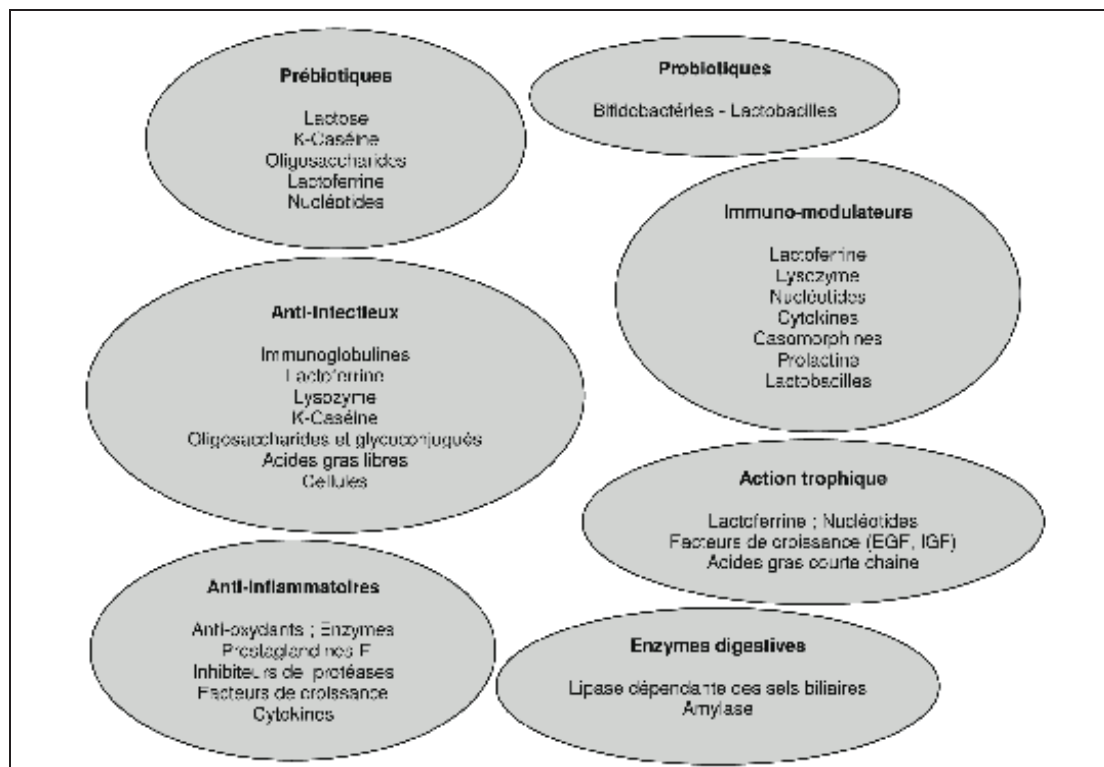 Prébiotiques
Lactose
K-Caséine
Oligosaccharides
Lactoferrine
Nucléotides
Probiotiques
Bifidobactéries - Lactobacilles
Immuno-modulateurs
Lactoferrine
Lysozyme
Nucléotides
Cytokines
Casomorphines
Prolactine
Lactobacilles
Anti-infectieux
Immunoglobulines
Lactoferrine
Lysozyme
K-Caséine
Oligosaccharides et glycoconjugués
Acides gras libres
Cellules
Action trophique
Lactoferrine ; Nucléotides
Facteurs de croissance (EGF, IGF)
Acides gras courte chaine
Anti-inflammatoires
Anti-oxydants ; Enzymes
Prostaglandines
Inhibiteurs de protéases
Facteurs de croissance
Cytokines
Enzymes digestives
Lipase dépendante des sels biliaires
Amylase